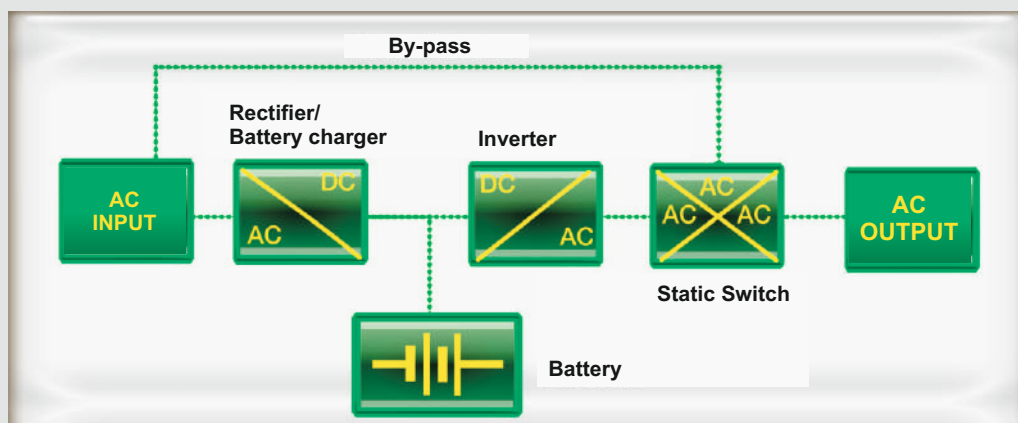 By-pass
Rectifier/
Battery charger
Inverter
AC
INPUT
DC
AC
DC
AC
AC
AC
AC
AC
OUTPUT
Static Switch
Battery